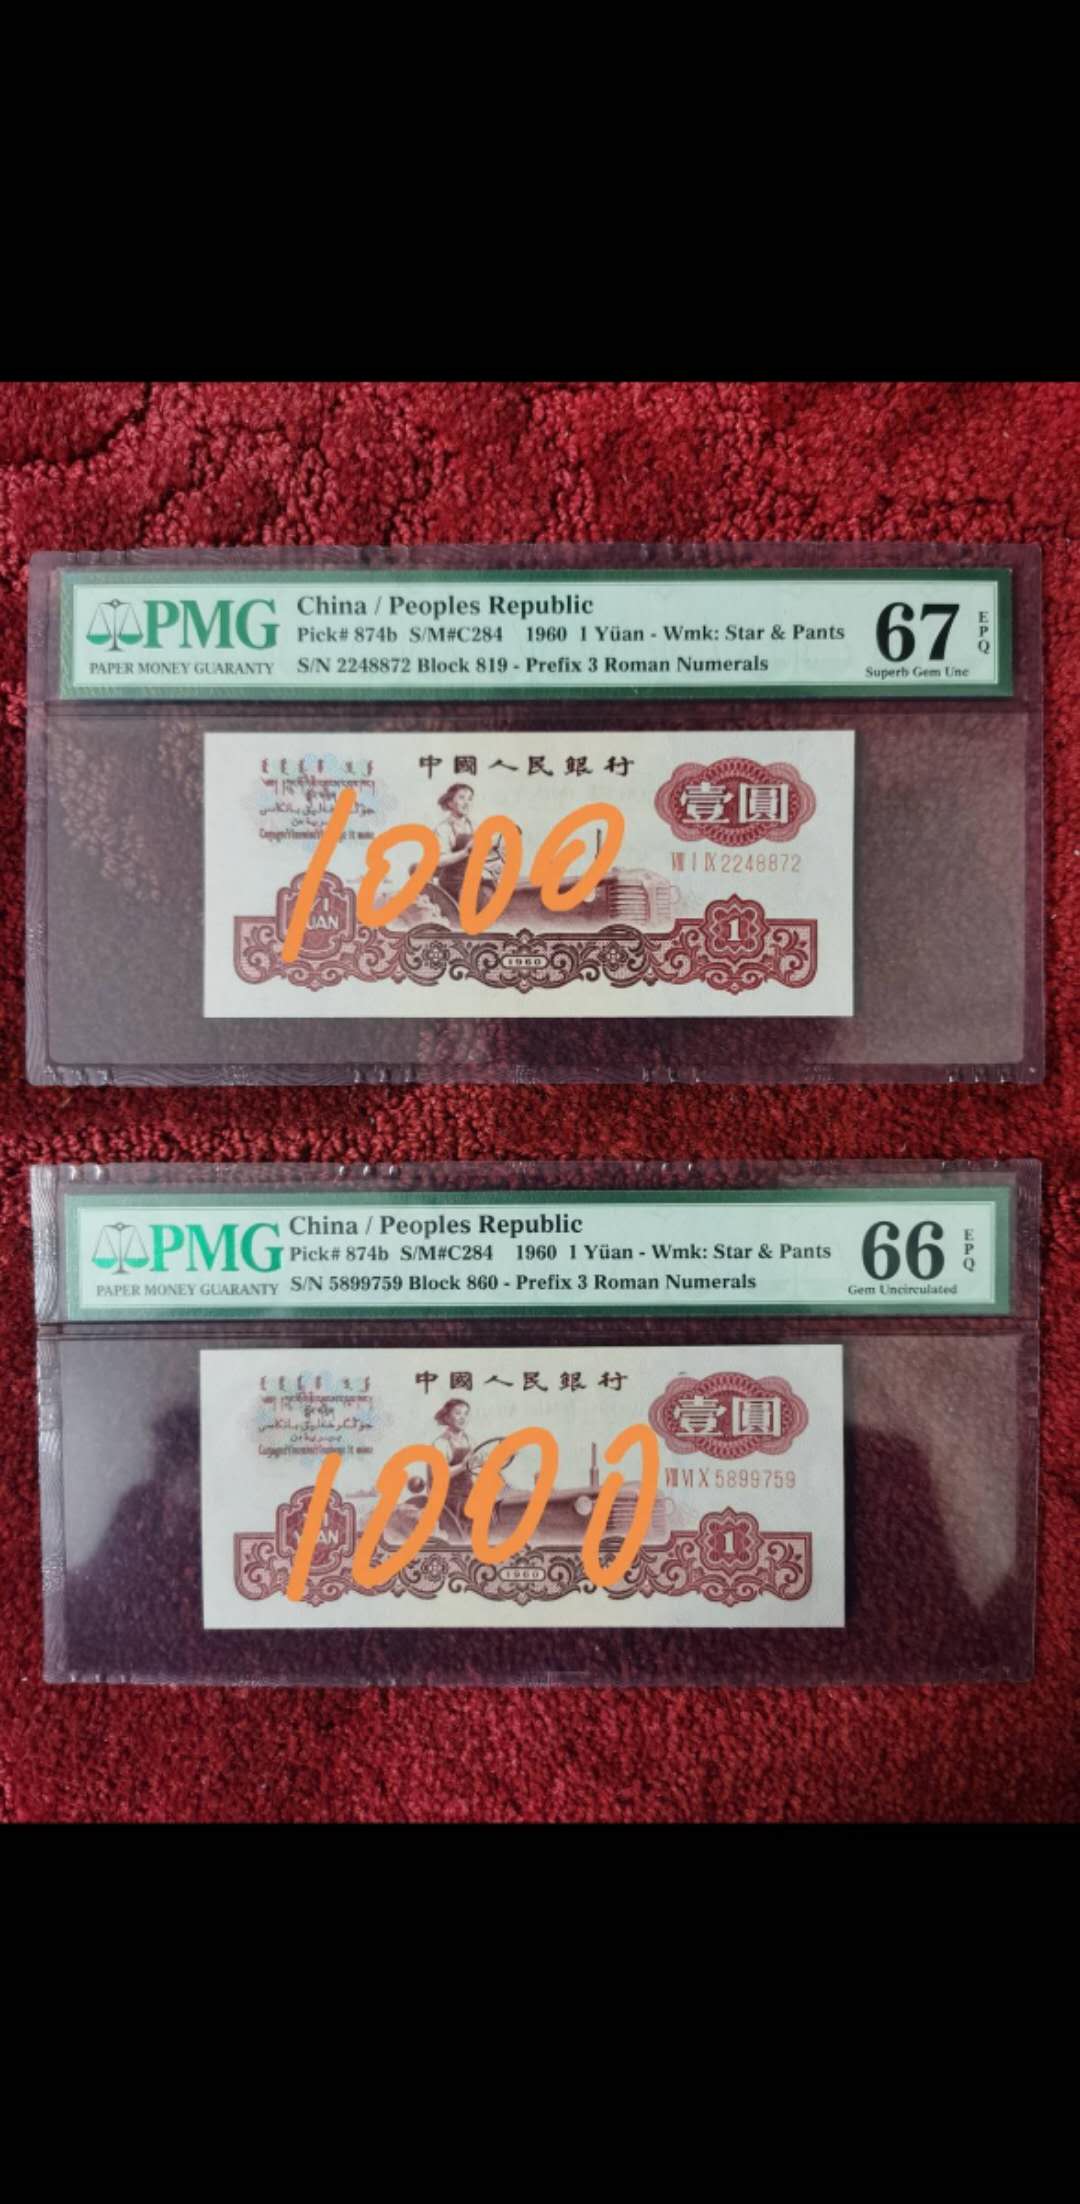 PMG
PAPER MONEY GUARANTY
China / Peoples Republic
Pick# 874b S/M#C284 1960 1 Yüan - Wmk: Star & Pants
S/N 2248872 Block 819 - Prefix 3 Roman Numerals
67
EPQ
Superb Gem Unc
中國人民銀行
壹圓
VIII I IX 2248872
1000
YI
YUAN
1960
1
PMG
PAPER MONEY GUARANTY
China / Peoples Republic
Pick# 874b S/M#C284 1960 1 Yüan - Wmk: Star & Pants
S/N 5899759 Block 860 - Prefix 3 Roman Numerals
66
EPQ
Gem Uncirculated
中國人民銀行
壹圓
VIII VI X 5899759
1000
YI
YUAN
1960
1